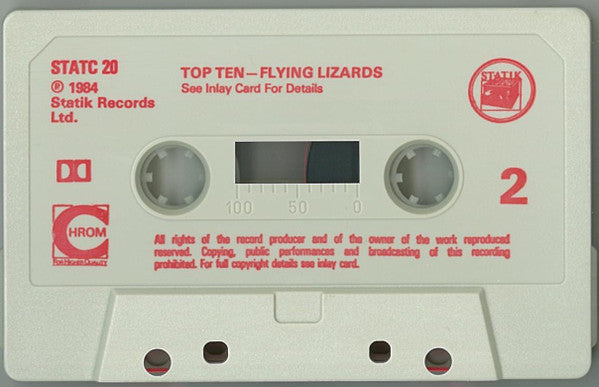 STATC 20
℗ 1984
Statik Records
Ltd.
TOP TEN—FLYING LIZARDS
See Inlay Card For Details
STATIK
CHROM
FOR HIGHER QUALITY
100 50 0
2
All rights of the record producer and of the owner of the work reproduced
reserved. Copying, public performances and broadcasting of this recording
prohibited. For full copyright details see inlay card.